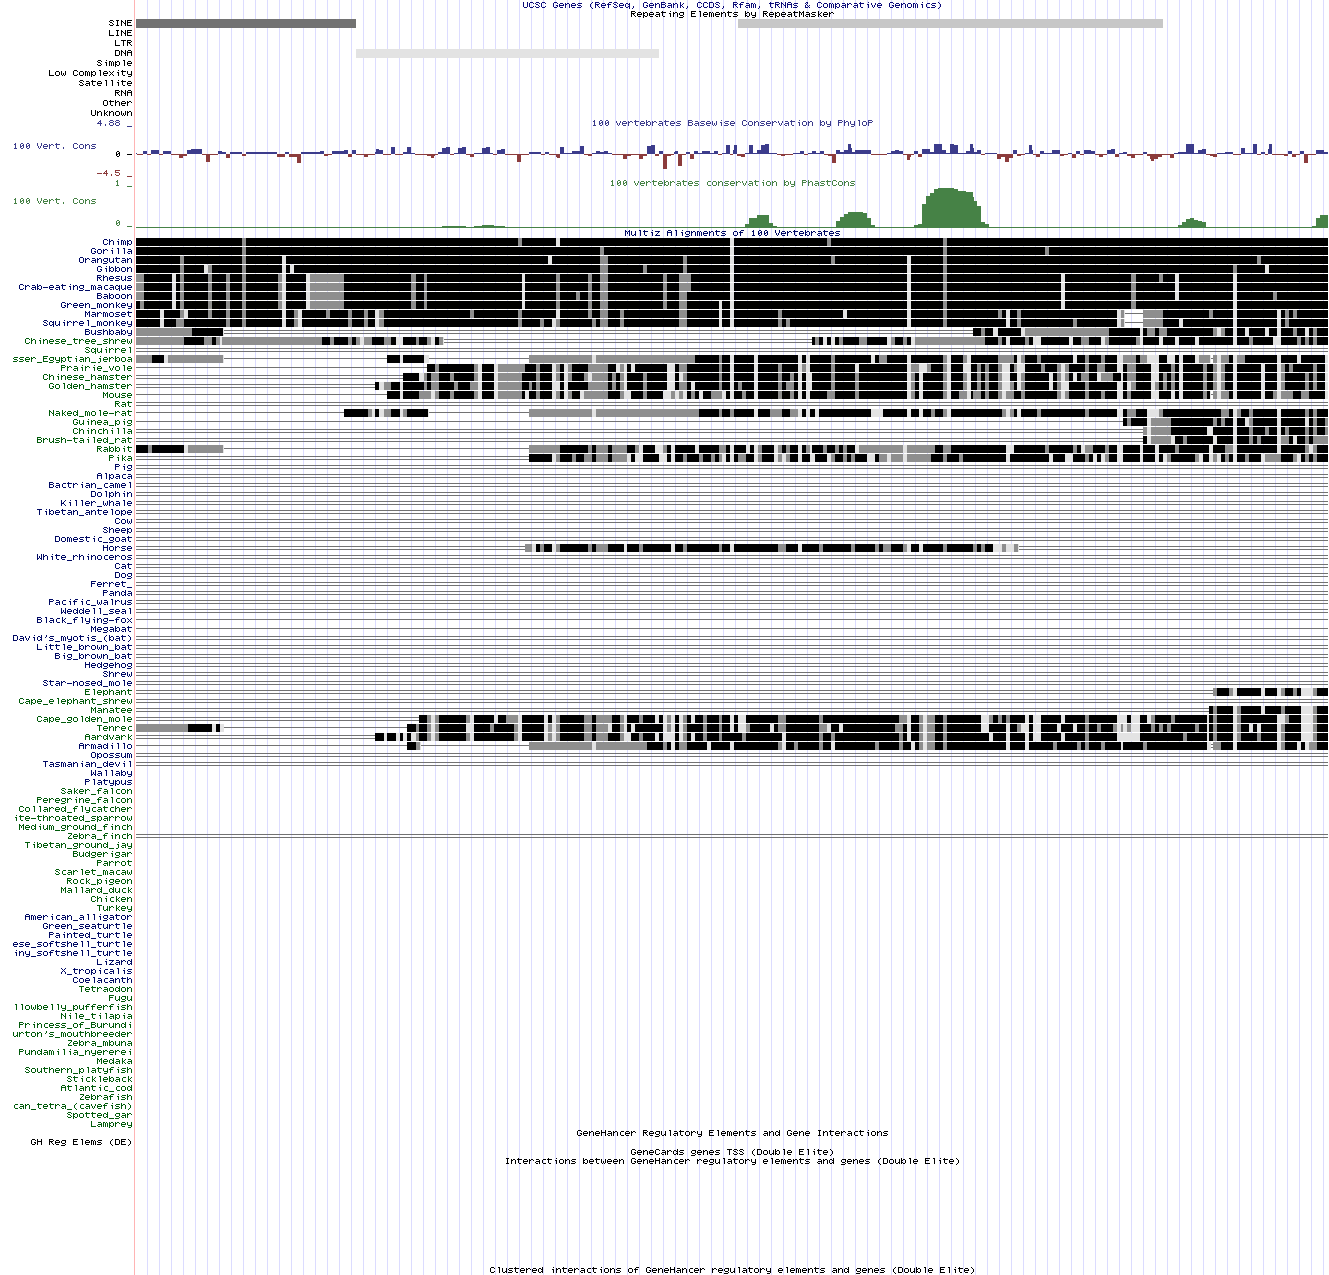 UCSC Genes (RefSeq, GenBank, CCDS, Rfam, tRNAs & Comparative Genomics)
Repeating Elements by RepeatMasker
SINE
LINE
LTR
DNA
Simple
Low Complexity
Satellite
RNA
Other
Unknown
4.88 _
100 vertebrates Basewise Conservation by PhyloP
100 Vert. Cons
0 _
-4.5 _
100 vertebrates conservation by PhastCons
1 _
100 Vert. Cons
0 _
Multiz Alignments of 100 Vertebrates
Chimp
Gorilla
Orangutan
Gibbon
Rhesus
Crab-eating_macaque
Baboon
Green_monkey
Marmoset
Squirrel_monkey
Bushbaby
Chinese_tree_shrew
Squirrel
sser_Egyptian_jerboa
Prairie_vole
Chinese_hamster
Golden_hamster
Mouse
Rat
Naked_mole-rat
Guinea_pig
Chinchilla
Brush-tailed_rat
Rabbit
Pika
Pig
Alpaca
Bactrian_camel
Dolphin
Killer_whale
Tibetan_antelope
Cow
Sheep
Domestic_goat
Horse
White_rhinoceros
Cat
Dog
Ferret_
Panda
Pacific_walrus
Weddell_seal
Black_flying-fox
Megabat
David's_myotis_(bat)
Little_brown_bat
Big_brown_bat
Hedgehog
Shrew
Star-nosed_mole
Elephant
Cape_elephant_shrew
Manatee
Cape_golden_mole
Tenrec
Aardvark
Armadillo
Opossum
Tasmanian_devil
Wallaby
Platypus
Saker_falcon
Peregrine_falcon
Collared_flycatcher
ite-throated_sparrow
Medium_ground_finch
Zebra_finch
Tibetan_ground_jay
Budgerigar
Parrot
Scarlet_macaw
Rock_pigeon
Mallard_duck
Chicken
Turkey
American_alligator
Green_seaturtle
Painted_turtle
ese_softshell_turtle
iny_softshell_turtle
Lizard
X_tropicalis
Coelacanth
Tetraodon
Fugu
llowbelly_pufferfish
Nile_tilapia
Princess_of_Burundi
urton's_mouthbreeder
Zebra_mbuna
Pundamilia_nyererei
Medaka
Southern_platyfish
Stickleback
Atlantic_cod
Zebrafish
can_tetra_(cavefish)
Spotted_gar
Lamprey
GeneHancer Regulatory Elements and Gene Interactions
GH Reg Elems (DE)
GeneCards genes TSS (Double Elite)
Interactions between GeneHancer regulatory elements and genes (Double Elite)
Clustered interactions of GeneHancer regulatory elements and genes (Double Elite)